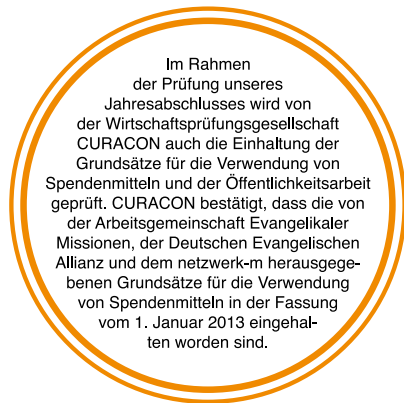 Im Rahmen
der Prüfung unseres
Jahresabschlusses wird von
der Wirtschaftsprüfungsgesellschaft
CURACON auch die Einhaltung der
Grundsätze für die Verwendung von
Spendenmitteln und der Öffentlichkeitsarbeit
geprüft. CURACON bestätigt, dass die von
der Arbeitsgemeinschaft Evangelikaler
Missionen, der Deutschen Evangelischen
Allianz und dem netzwerk-m herausgege-
benen Grundsätze für die Verwendung
von Spendenmitteln in der Fassung
vom 1. Januar 2013 eingehal-
ten worden sind.